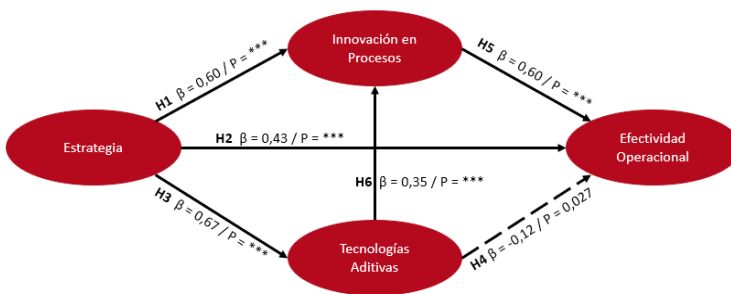 Innovación en
Procesos
H1 β = 0,60 / P = ***
H5 β = 0,60 / P = ***
Estrategia
H2 β = 0,43 / P = ***
Efectividad
Operacional
H6 β = 0,35 / P = ***
H3 β = 0,67 / P = ***
H4 β = -0,12 / P = 0,027
Tecnologías
Aditivas